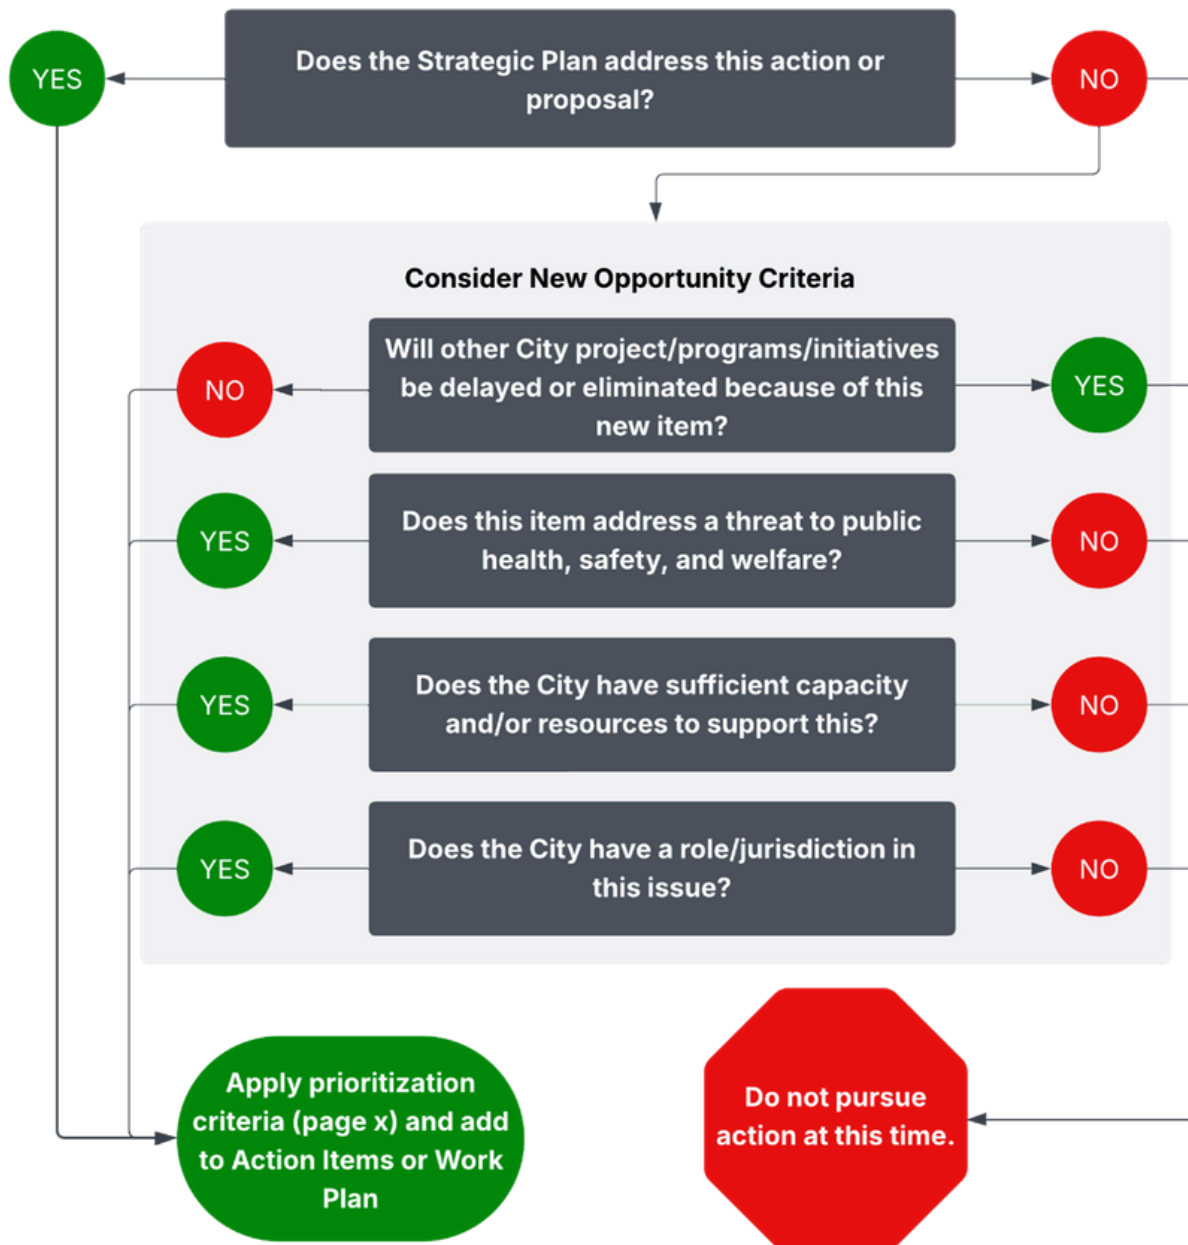 YES
Does the Strategic Plan address this action or
proposal?
NO
Consider New Opportunity Criteria
NO
Will other City project/programs/initiatives
be delayed or eliminated because of this
new item?
YES
YES
Does this item address a threat to public
health, safety, and welfare?
NO
YES
Does the City have sufficient capacity
and/or resources to support this?
NO
YES
Does the City have a role/jurisdiction in
this issue?
NO
Apply prioritization
criteria (page x) and add
to Action Items or Work
Plan
Do not pursue
action at this time.